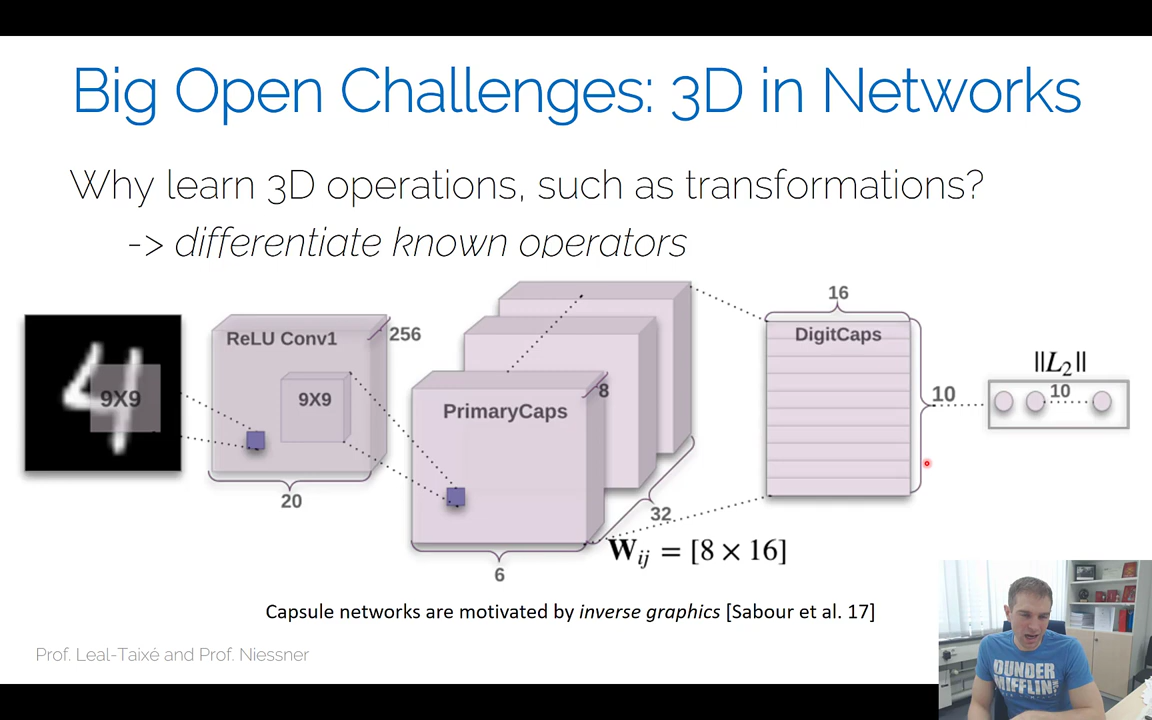 Big Open Challenges: 3D in Networks
Why learn 3D operations, such as transformations?
-> differentiate known operators
9X9
ReLU Conv1
256
9X9
20
PrimaryCaps
8
32
6
W_ij = [8 × 16]
16
DigitCaps
10
||L_2||
10
Capsule networks are motivated by inverse graphics [Sabour et al. 17]
Prof. Leal-Taixé and Prof. Niessner
DUNDER
MIFFLIN